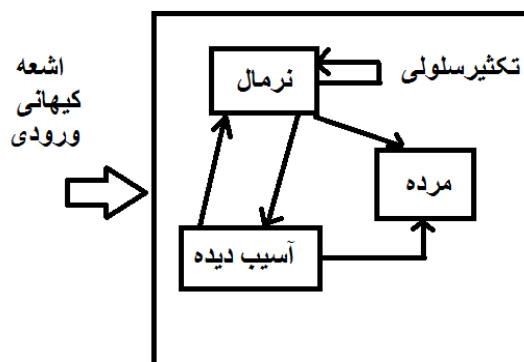 اشعه
کیهانی
ورودی
نرمال
تکثیرسلولی
مرده
آسیب دیده